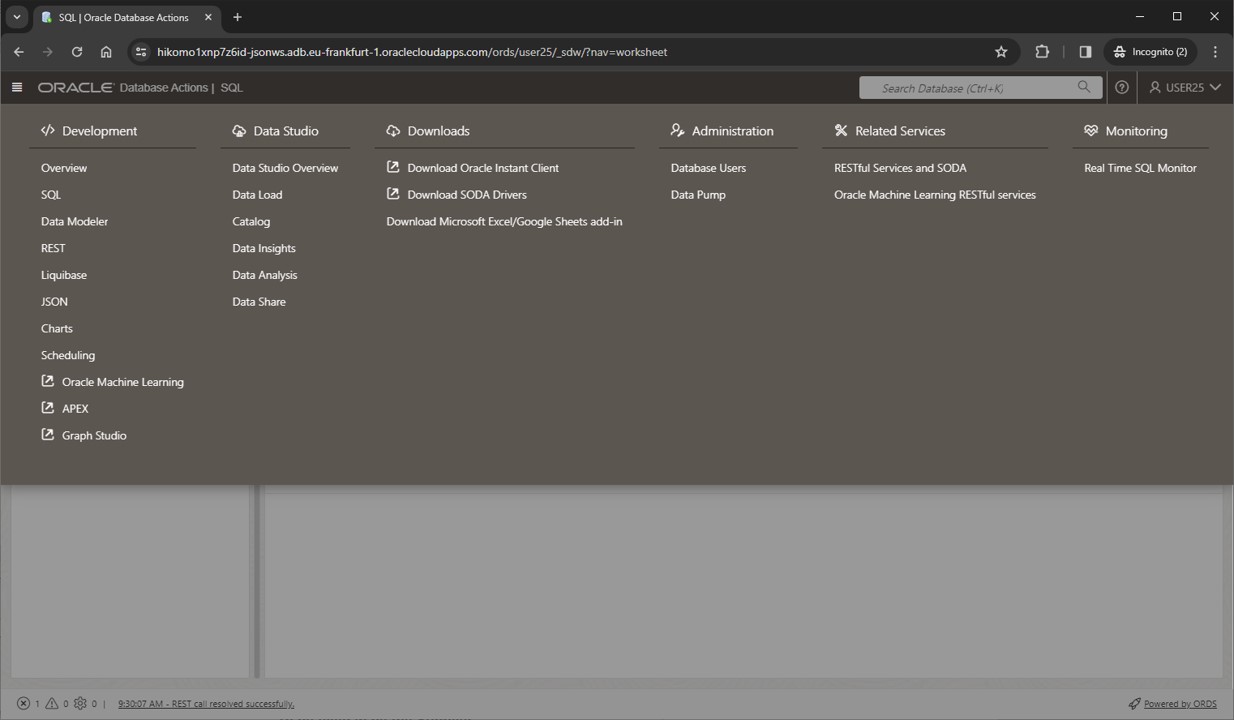 SQL | Oracle Database Actions
hikomo1xnp7z6id-jsonws.adb.eu-frankfurt-1.oraclecloudapps.com/ords/user25/_sdw/?nav=worksheet
Incognito (2)
ORACLE Database Actions | SQL
Search Database (Ctrl+K)
USER25
Development
Overview
SQL
Data Modeler
REST
Liquibase
JSON
Charts
Scheduling
Oracle Machine Learning
APEX
Graph Studio
Data Studio
Data Studio Overview
Data Load
Catalog
Data Insights
Data Analysis
Data Share
Downloads
Download Oracle Instant Client
Download SODA Drivers
Download Microsoft Excel/Google Sheets add-in
Administration
Database Users
Data Pump
Related Services
RESTful Services and SODA
Oracle Machine Learning RESTful services
Monitoring
Real Time SQL Monitor
1 0 0 | 9:30:07 AM - REST call resolved successfully.
Powered by ORDS